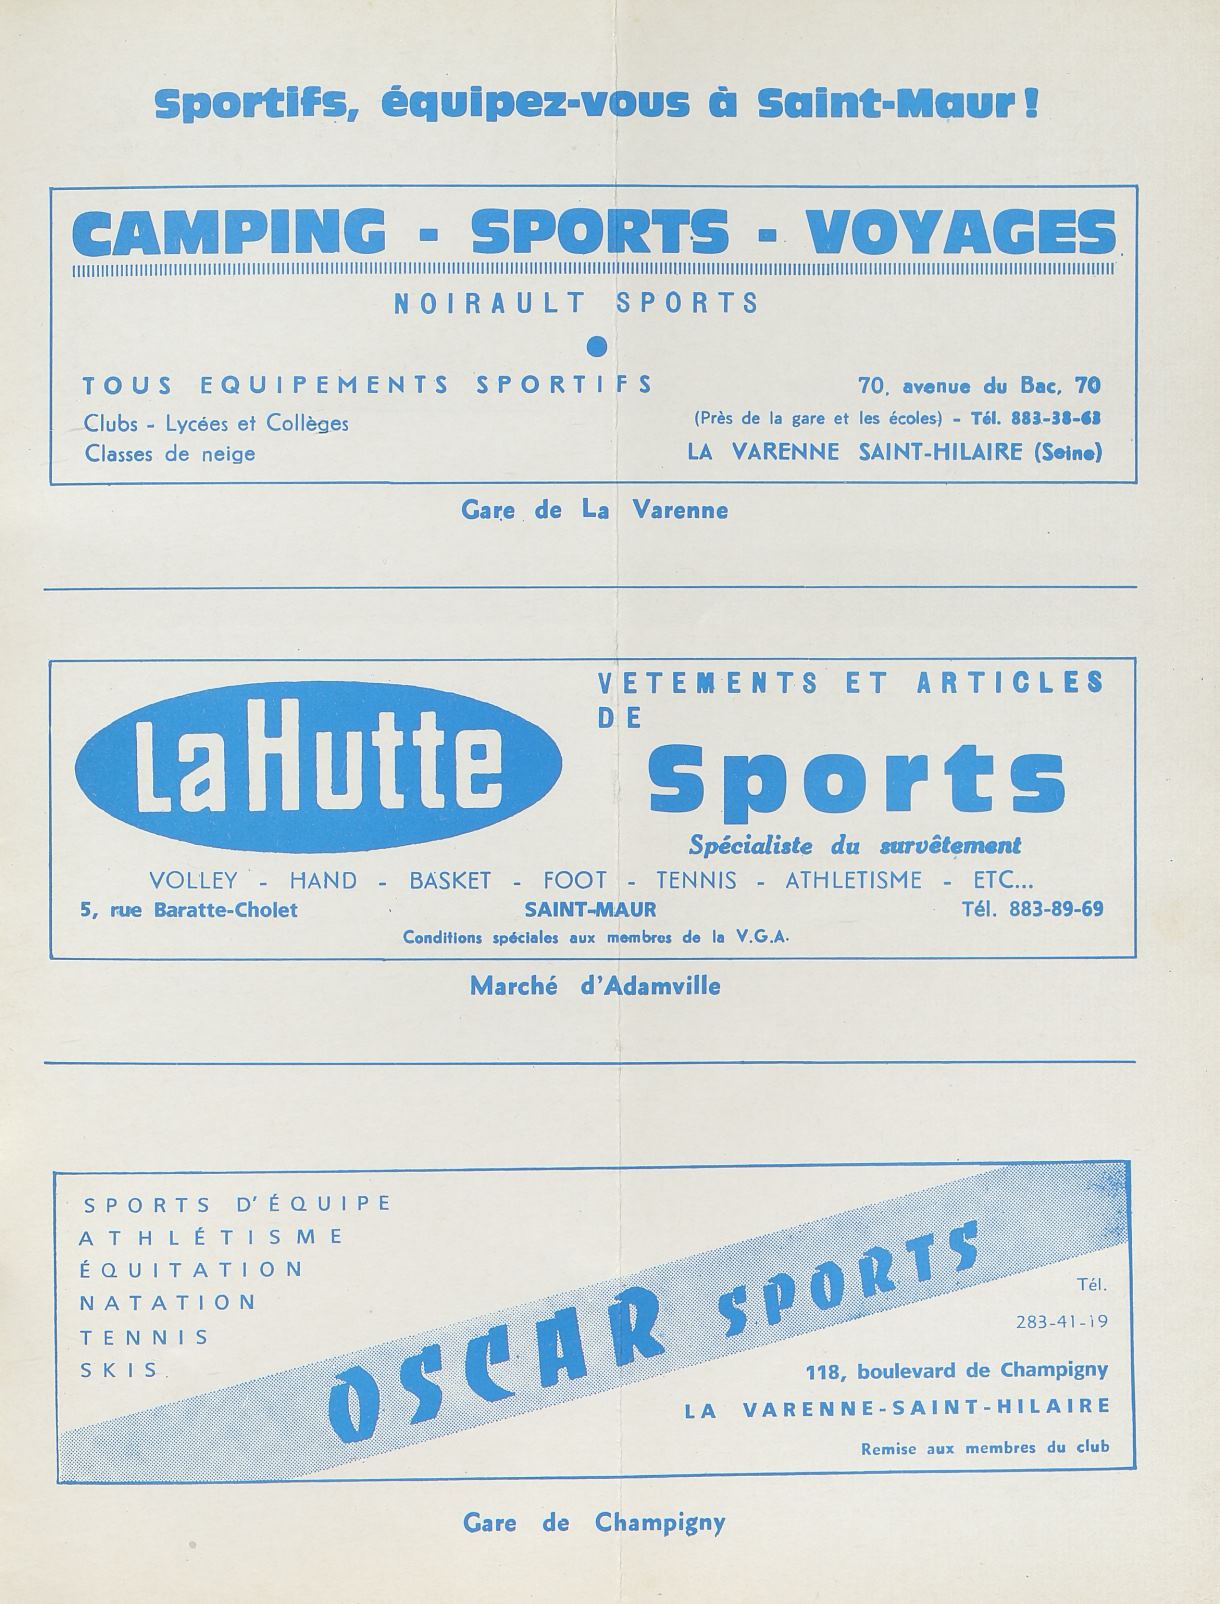 Sportifs, équipez-vous à Saint-Maur !
CAMPING - SPORTS - VOYAGES
NOIRAULT SPORTS
TOUS EQUIPEMENTS SPORTIFS
70, avenue du Bac, 70
Clubs - Lycées et Collèges
(Près de la gare et les écoles) - Tél. 883-38-63
Classes de neige
LA VARENNE SAINT-HILAIRE (Seine)
Gare de La Varenne
LaHutte
VETEMENTS ET ARTICLES
DE
Sports
Spécialiste du survêtement
VOLLEY - HAND - BASKET - FOOT - TENNIS - ATHLETISME - ETC...
5, rue Baratte-Cholet SAINT-MAUR Tél. 883-89-69
Conditions spéciales aux membres de la V.G.A.
Marché d'Adamville
SPORTS D'ÉQUIPE
ATHLÉTISME
ÉQUITATION
NATATION
TENNIS
SKIS
OSCAR SPORTS
Tél.
283-41-19
118, boulevard de Champigny
LA VARENNE-SAINT-HILAIRE
Remise aux membres du club
Gare de Champigny